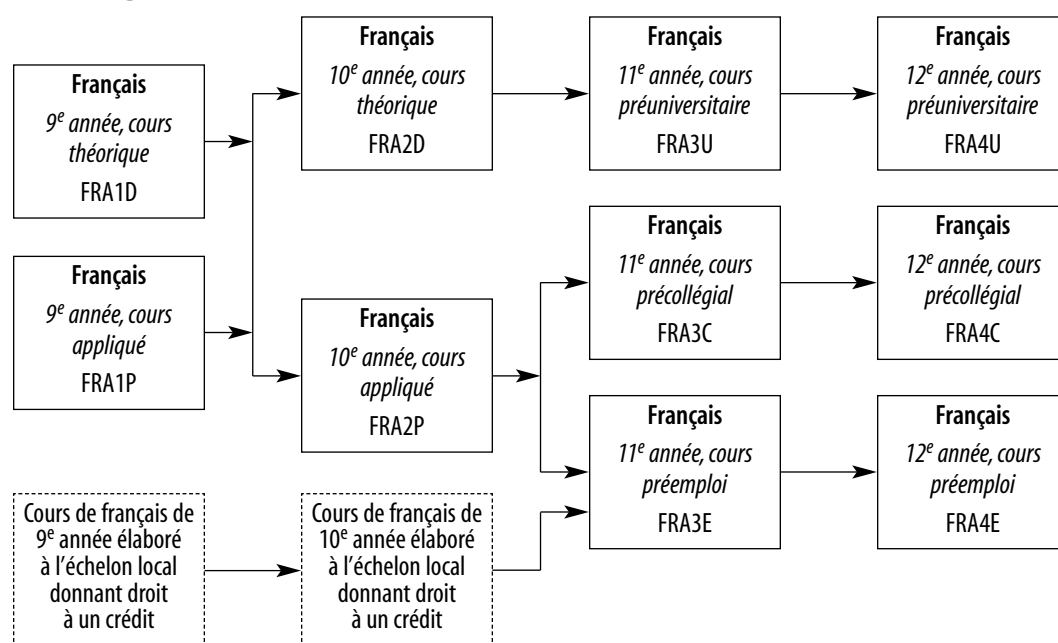 Français
9e année, cours
théorique
FRA1D
Français
10e année, cours
théorique
FRA2D
Français
11e année, cours
préuniversitaire
FRA3U
Français
12e année, cours
préuniversitaire
FRA4U
Français
9e année, cours
appliqué
FRA1P
Français
10e année, cours
appliqué
FRA2P
Français
11e année, cours
précollégial
FRA3C
Français
12e année, cours
précollégial
FRA4C
Français
11e année, cours
préemploi
FRA3E
Français
12e année, cours
préemploi
FRA4E
Cours de français de
9e année élaboré
à l’échelon local
donnant droit
à un crédit
Cours de français de
10e année élaboré
à l’échelon local
donnant droit
à un crédit